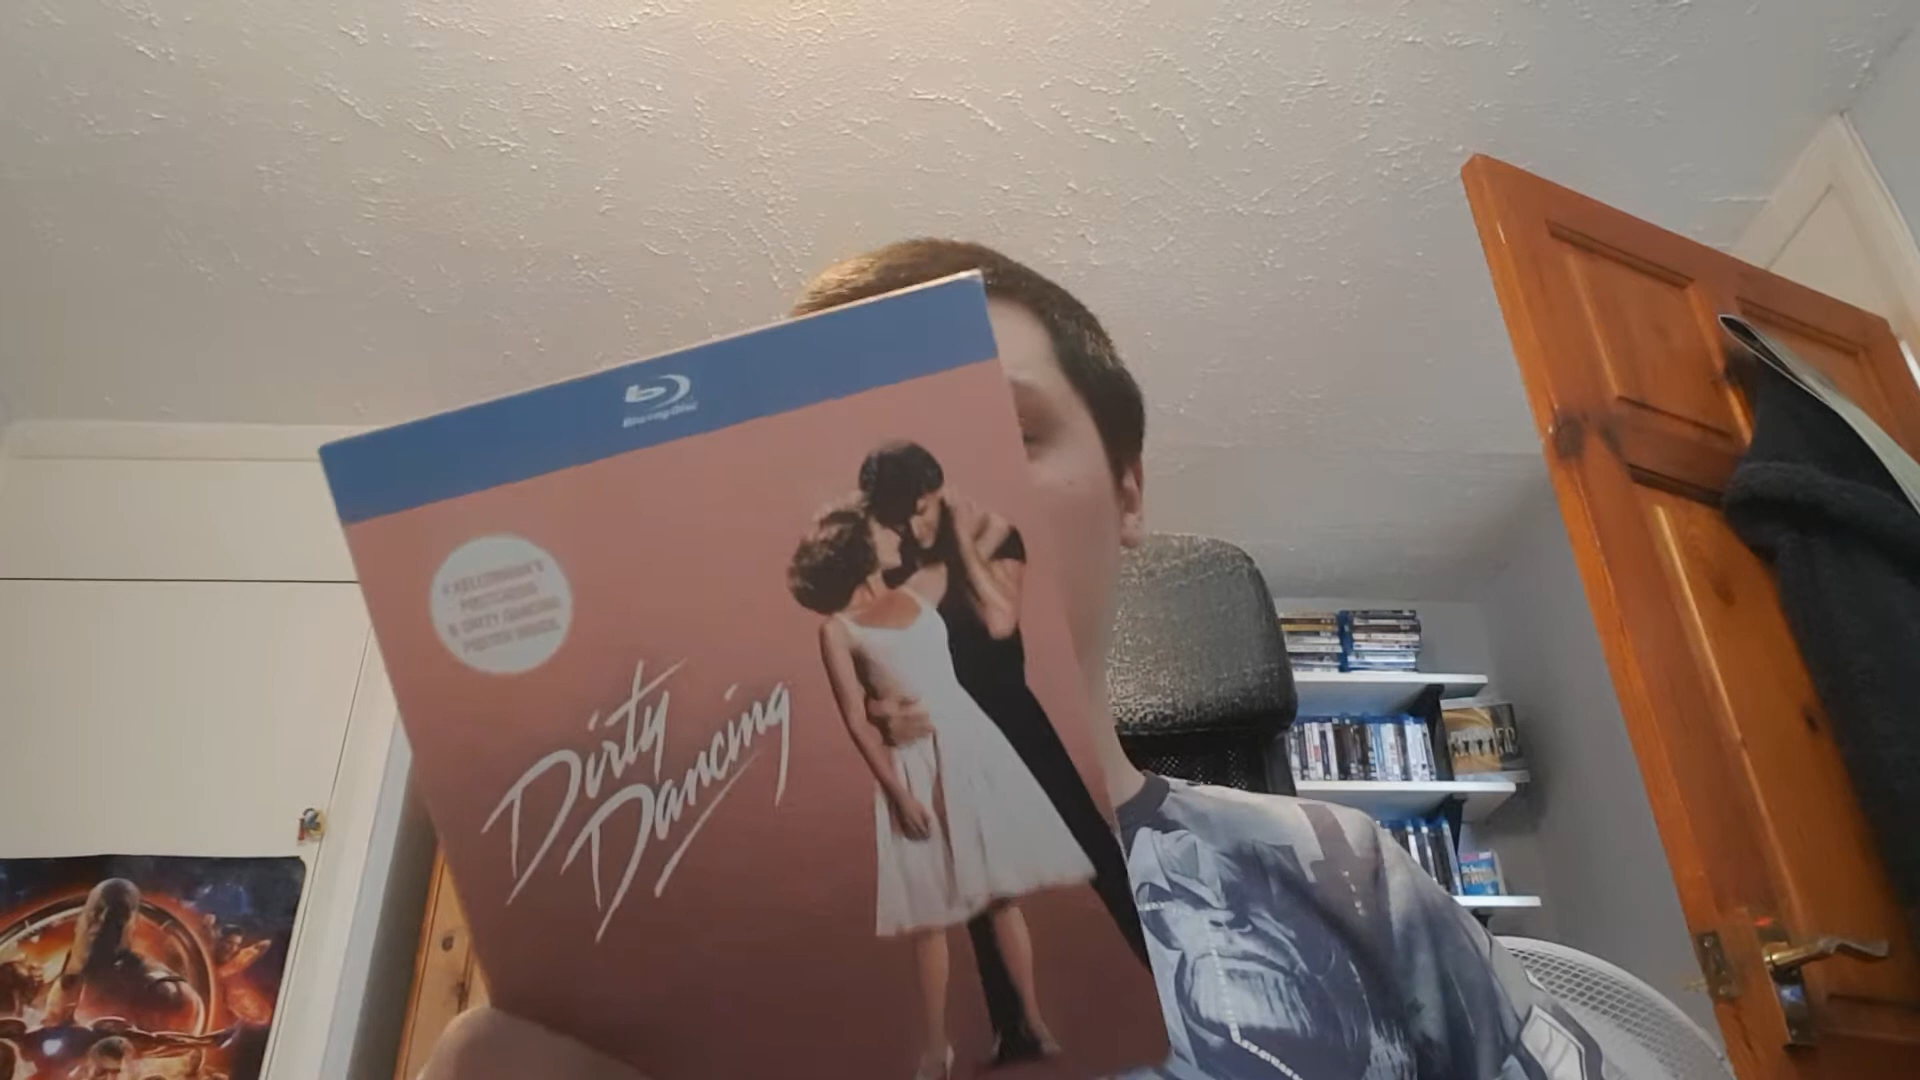 Blu-ray Disc
4 KELLERMAN'S
POSTCARDS
& DIRTY DANCING
POSTER INSIDE
Dirty
Dancing